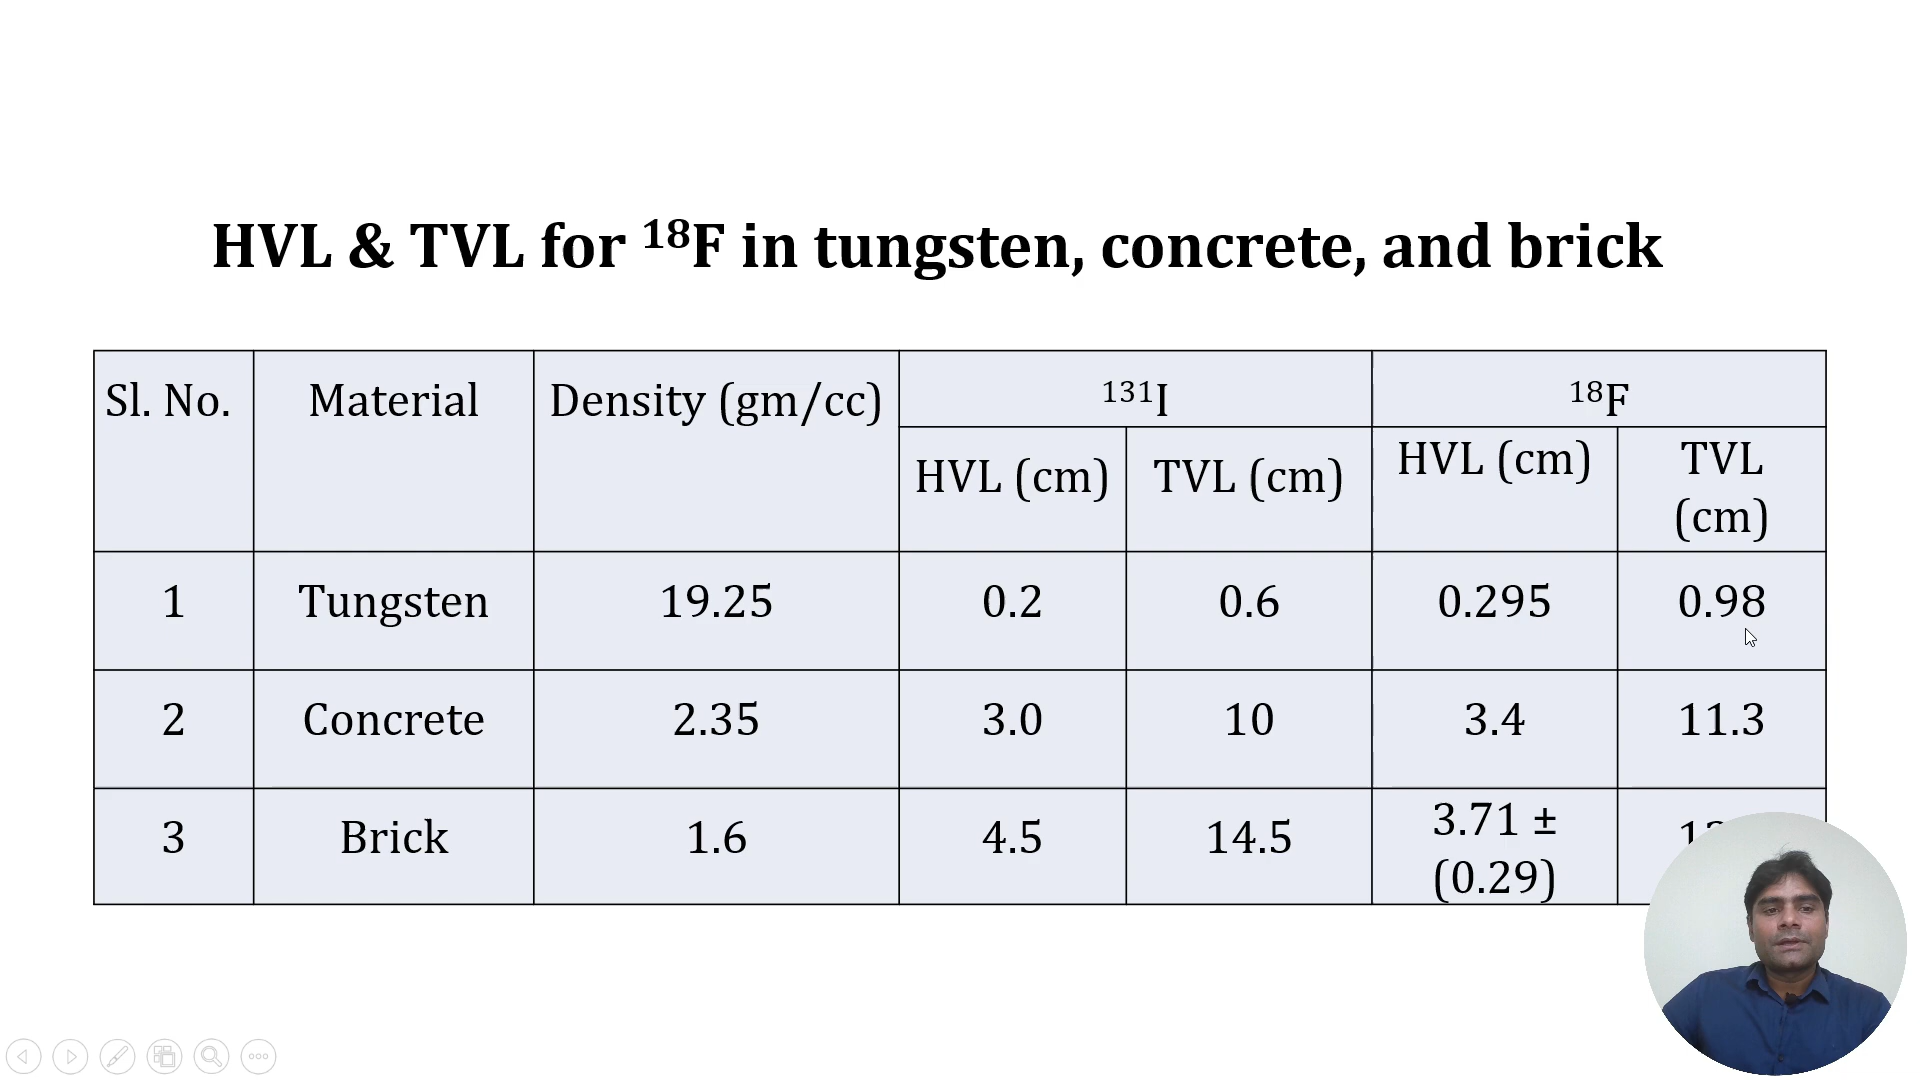 HVL & TVL for ¹⁸F in tungsten, concrete, and brick
Sl. No. Material Density (gm/cc) ¹³¹I ¹⁸F
HVL (cm) TVL (cm) HVL (cm) TVL (cm)
1 Tungsten 19.25 0.2 0.6 0.295 0.98
2 Concrete 2.35 3.0 10 3.4 11.3
3 Brick 1.6 4.5 14.5 3.71 ± (0.29)